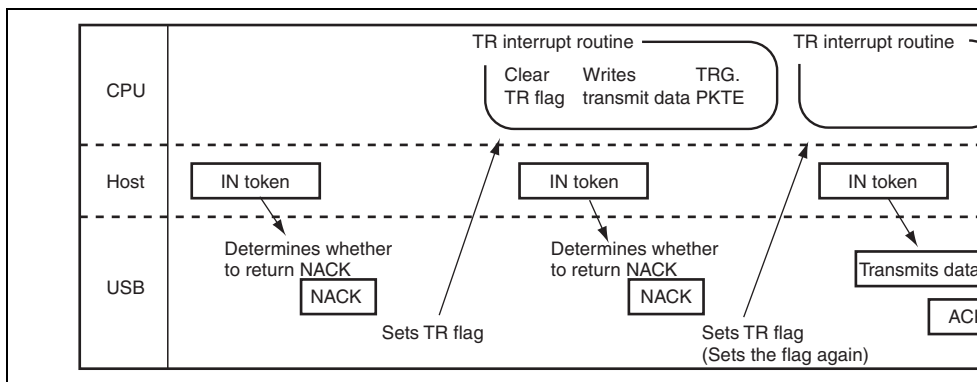 TR interrupt routine
TR interrupt routine
Clear Writes TRG.
TR flag transmit data PKTE
CPU
Host
IN token
IN token
IN token
Determines whether
to return NACK
Determines whether
to return NACK
Transmits data
USB
NACK
NACK
Sets TR flag
Sets TR flag
(Sets the flag again)